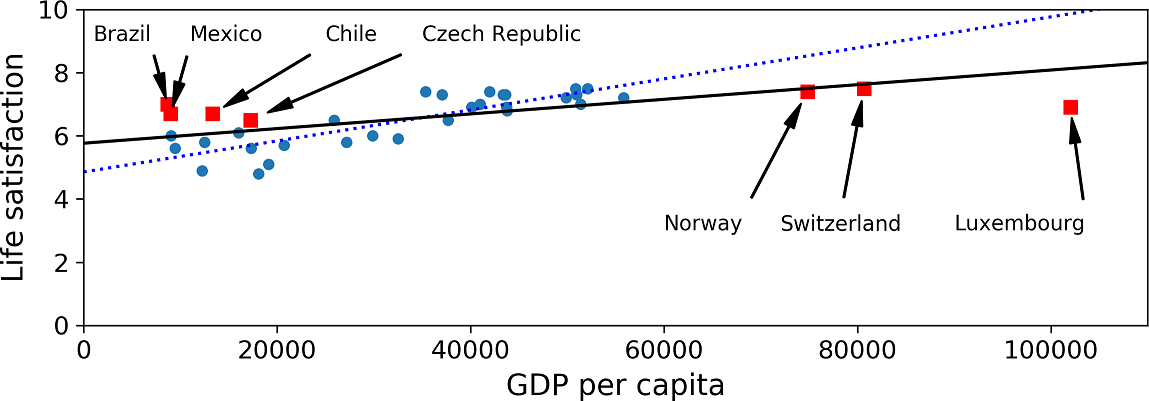 10
Brazil Mexico Chile Czech Republic
8
6
4
Norway Switzerland Luxembourg
2
0
0 20000 40000 60000 80000 100000
GDP per capita
Life satisfaction